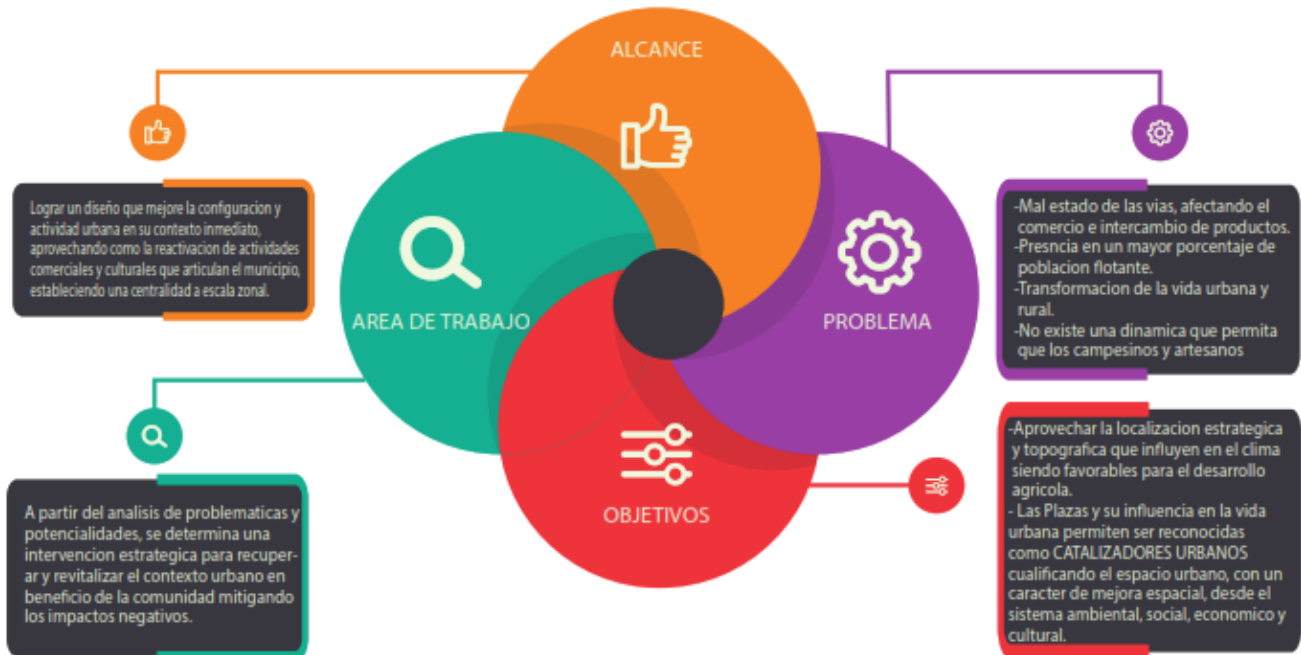 ALCANCE
Lograr un diseño que mejore la configuracion y
actividad urbana en su contexto inmediato,
aprovechando como la reactivacion de actividades
comerciales y culturales que articulan el municipio,
estableciendo una centralidad a escala zonal.
AREA DE TRABAJO
A partir del analisis de problematicas y
potencialidades, se determina una
intervencion estrategica para recuper-
ar y revitalizar el contexto urbano en
beneficio de la comunidad mitigando
los impactos negativos.
PROBLEMA
-Mal estado de las vias, afectando el
comercio e intercambio de productos.
-Presncia en un mayor porcentaje de
poblacion flotante.
-Transformacion de la vida urbana y
rural.
-No existe una dinamica que permita
que los campesinos y artesanos
OBJETIVOS
-Aprovechar la localizacion estrategica
y topografica que influyen en el clima
siendo favorables para el desarrollo
agricola.
- Las Plazas y su influencia en la vida
urbana permiten ser reconocidas
como CATALIZADORES URBANOS
cualificando el espacio urbano, con un
caracter de mejora espacial, desde el
sistema ambiental, social, economico y
cultural.